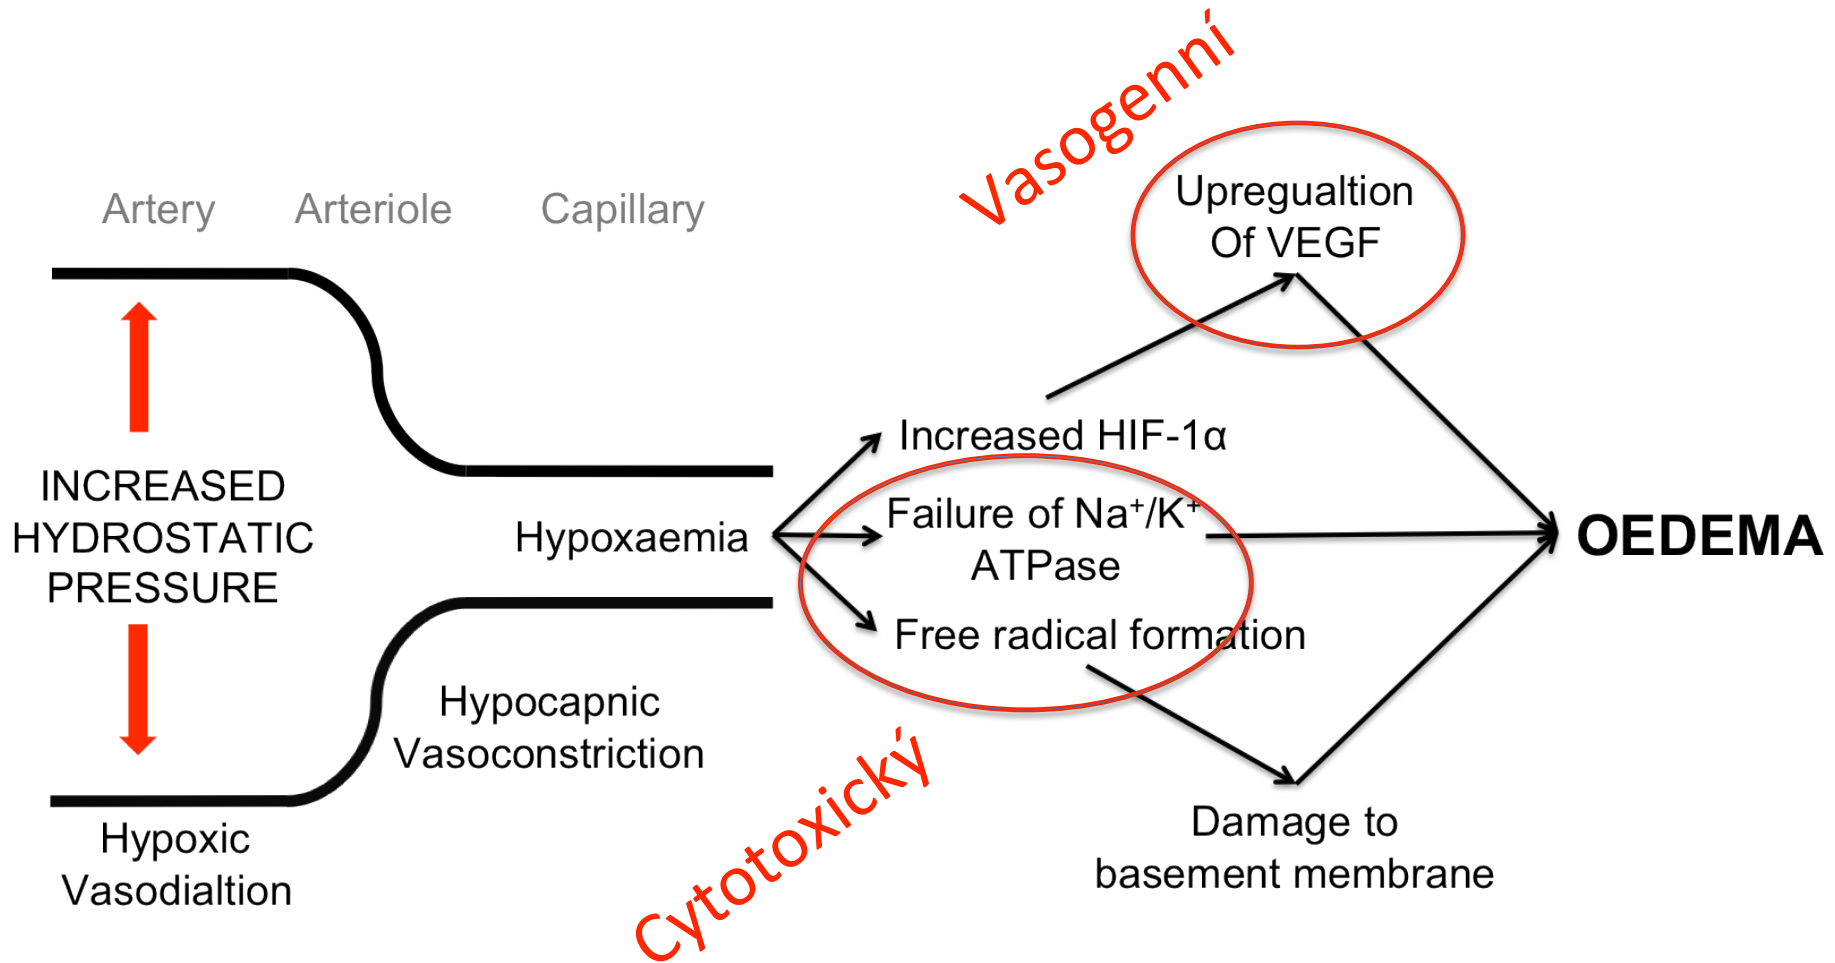 Vasogenní
Upregualtion
Of VEGF
Artery
Arteriole
Capillary
Increased HIF-1α
INCREASED
HYDROSTATIC
PRESSURE
Hypoxaemia
Failure of Na⁺/K⁺
ATPase
OEDEMA
Free radical formation
Hypocapnic
Vasoconstriction
Cytotoxický
Hypoxic
Vasodialtion
Damage to
basement membrane